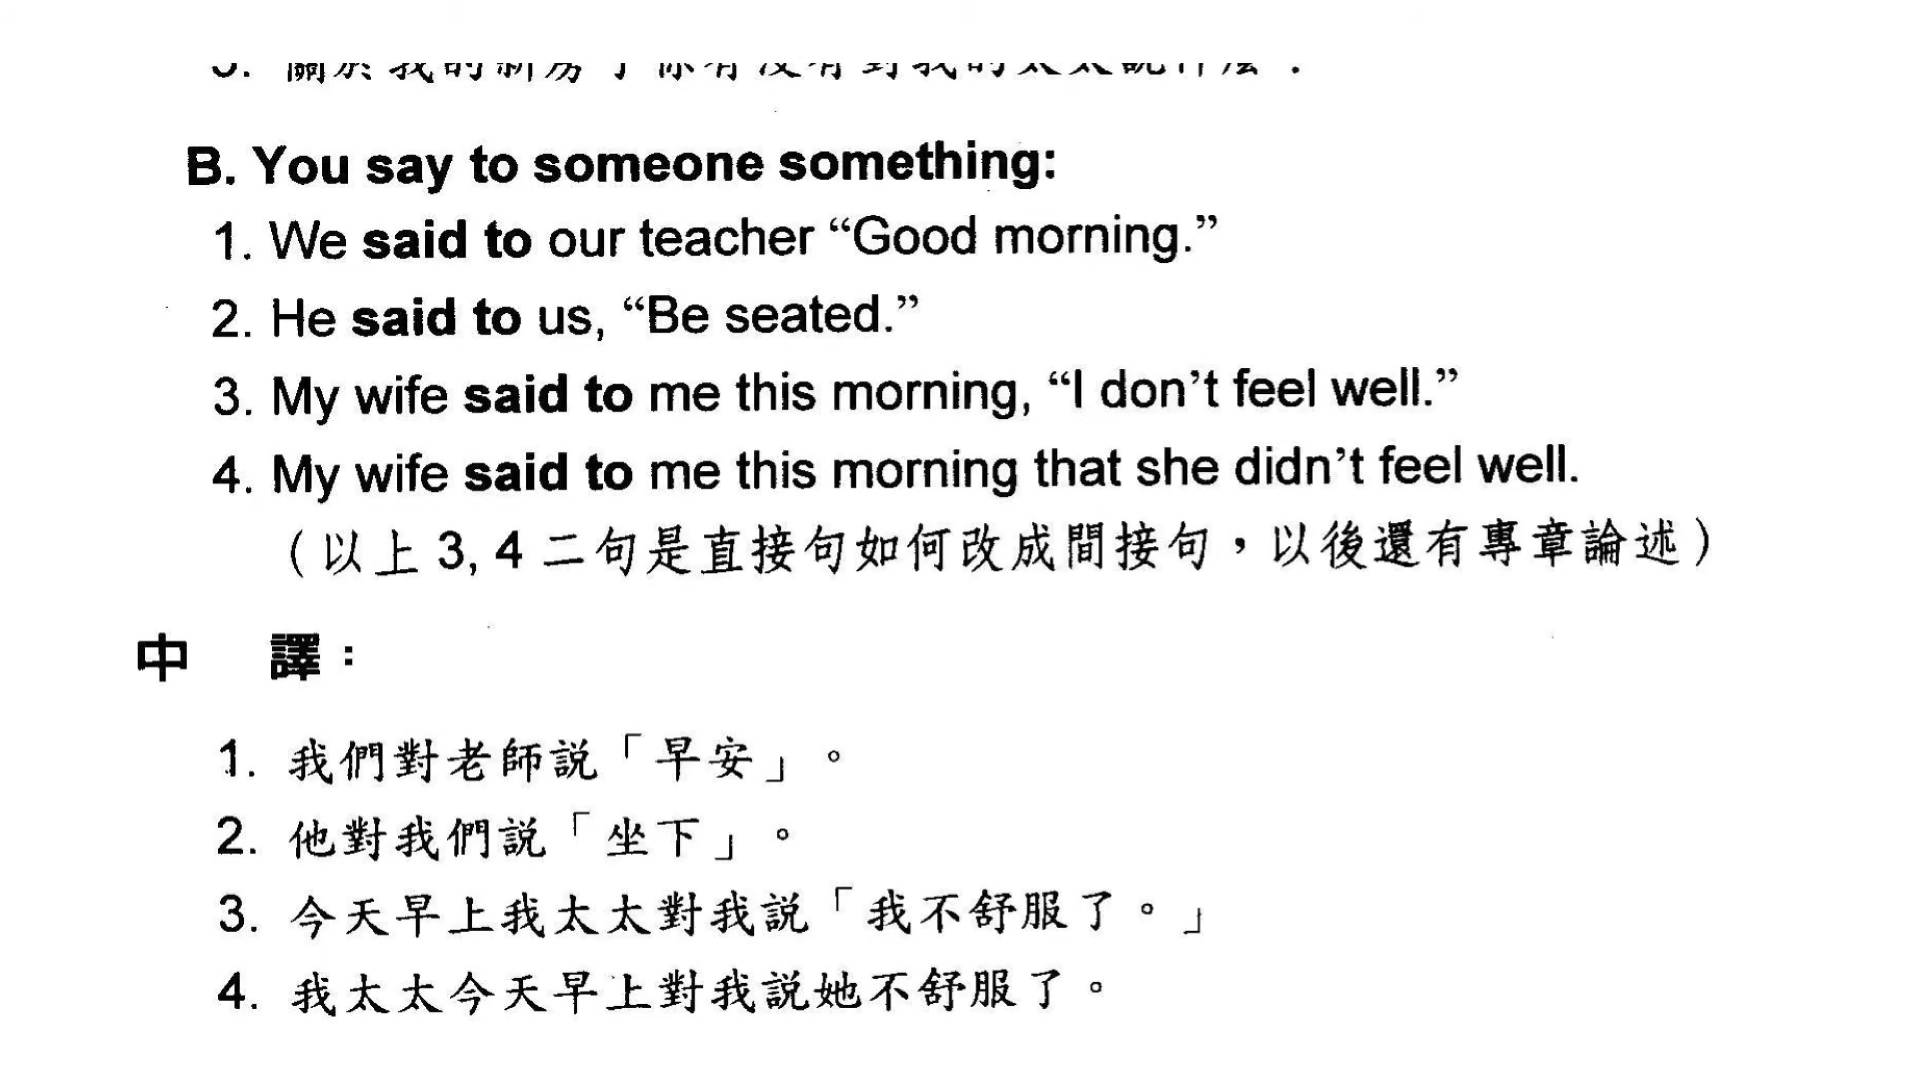 B. You say to someone something:
1. We said to our teacher “Good morning.”
2. He said to us, “Be seated.”
3. My wife said to me this morning, “I don’t feel well.”
4. My wife said to me this morning that she didn’t feel well.
（以上 3, 4 二句是直接句如何改成間接句，以後還有專章論述）
中 譯：
1. 我們對老師説「早安」。
2. 他對我們説「坐下」。
3. 今天早上我太太對我説「我不舒服了。」
4. 我太太今天早上對我説她不舒服了。